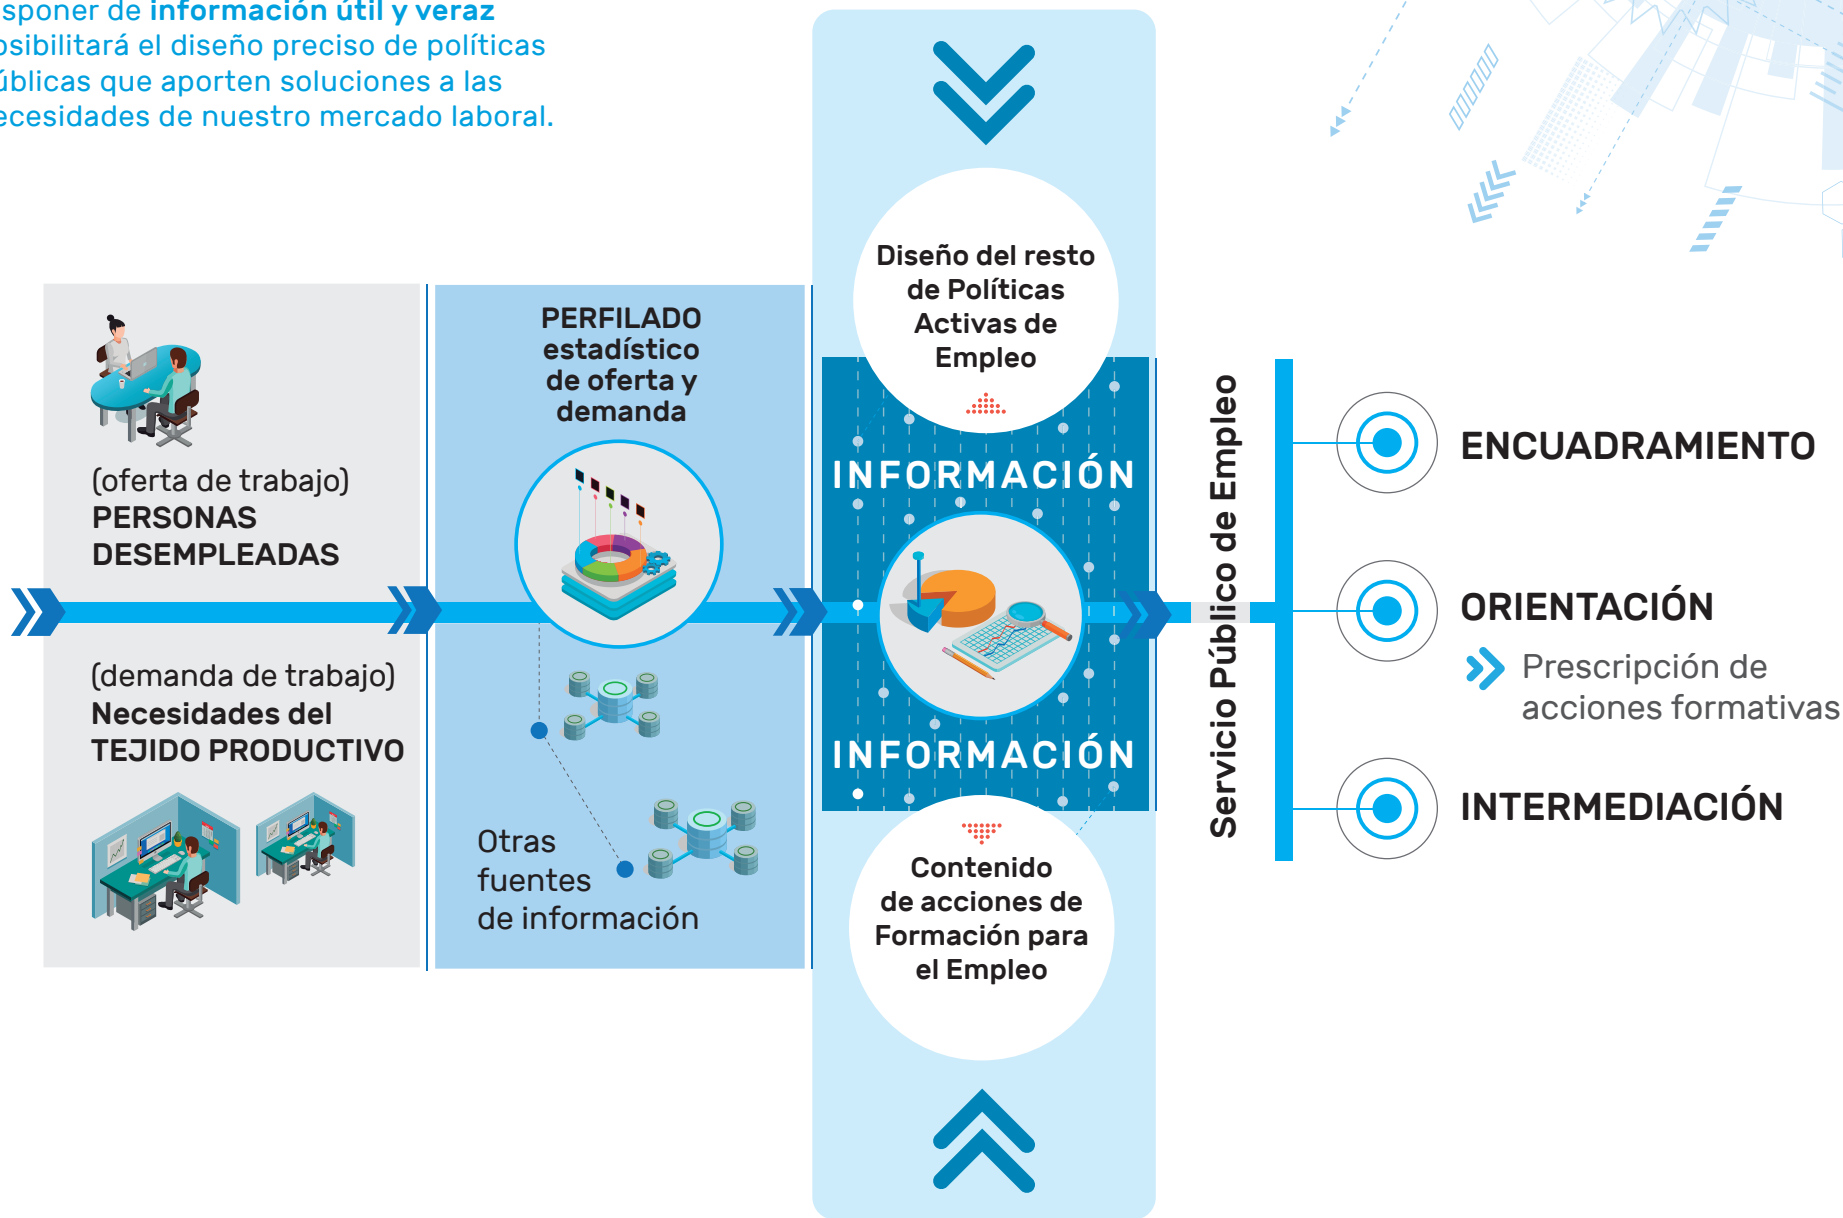 sponer de información útil y veraz
osibilitará el diseño preciso de políticas
úblicas que aporten soluciones a las
ecesidades de nuestro mercado laboral.
(oferta de trabajo)
PERSONAS
DESEMPLEADAS
(demanda de trabajo)
Necesidades del
TEJIDO PRODUCTIVO
PERFILADO
estadístico
de oferta y
demanda
Otras
fuentes
de información
Diseño del resto
de Políticas
Activas de
Empleo
INFORMACIÓN
INFORMACIÓN
Contenido
de acciones de
Formación para
el Empleo
Servicio Público de Empleo
ENCUADRAMIENTO
ORIENTACIÓN
Prescripción de
acciones formativas
INTERMEDIACIÓN